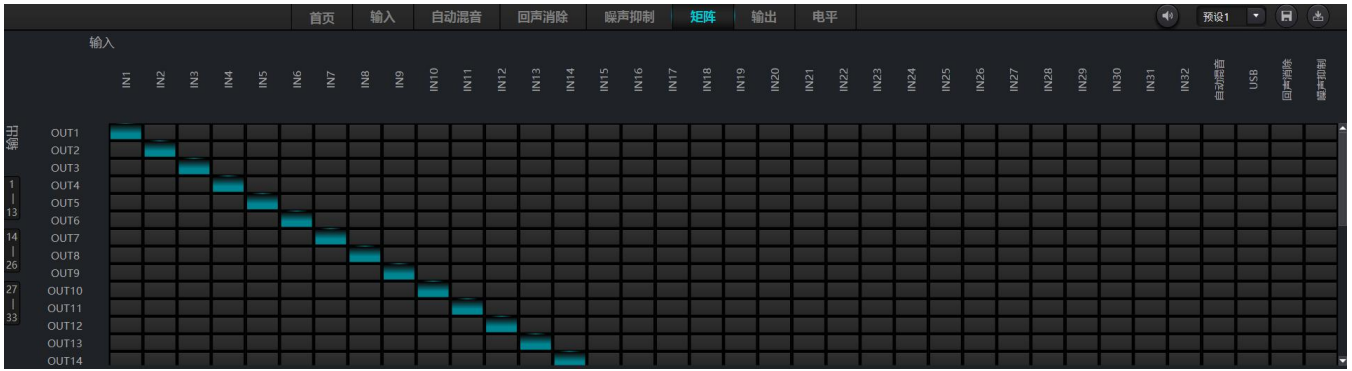 首页 输入 自动混音 回声消除 噪声抑制 矩阵 输出 电平 预设1
输入
IN1 IN2 IN3 IN4 IN5 IN6 IN7 IN8 IN9 IN10 IN11 IN12 IN13 IN14 IN15 IN16 IN17 IN18 IN19 IN20 IN21 IN22 IN23 IN24 IN25 IN26 IN27 IN28 IN29 IN30 IN31 IN32 自动混音 USB 回声消除 噪声抑制
输出
OUT1
OUT2
OUT3
1 OUT4
| OUT5
13 OUT6
14 OUT7
| OUT8
26 OUT9
27 OUT10
| OUT11
33 OUT12
OUT13
OUT14